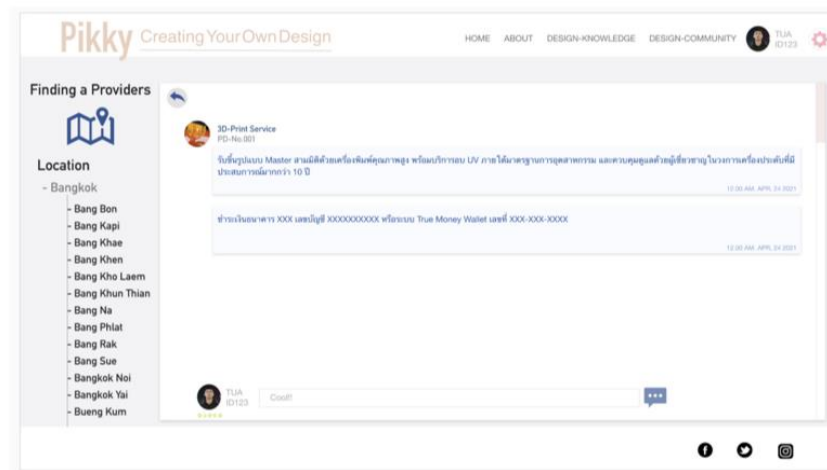 Pikky Creating Your Own Design
HOME ABOUT DESIGN-KNOWLEDGE DESIGN-COMMUNITY
TUA
ID123
Finding a Providers
Location
- Bangkok
- Bang Bon
- Bang Kapi
- Bang Khae
- Bang Khen
- Bang Kho Laem
- Bang Khun Thian
- Bang Na
- Bang Phlat
- Bang Rak
- Bang Sue
- Bangkok Noi
- Bangkok Yai
- Bueng Kum
3D-Print Service
PD-No.001
รับขึ้นรูปแบบ Master สามมิติด้วยเครื่องพิมพ์คุณภาพสูง พร้อมบริการอบ UV ภายใต้มาตรฐานการอุตสาหกรรม และควบคุมดูแลด้วยผู้เชี่ยวชาญในวงการเครื่องประดับที่มี
ประสบการณ์มากกว่า 10 ปี
12:00 AM. APR, 24 2021
ชำระเงินธนาคาร XXX เลขบัญชี XXXXXXXXXX หรือระบบ True Money Wallet เลขที่ XXX-XXX-XXXX
12:00 AM. APR, 24 2021
TUA
ID123
Cool!!